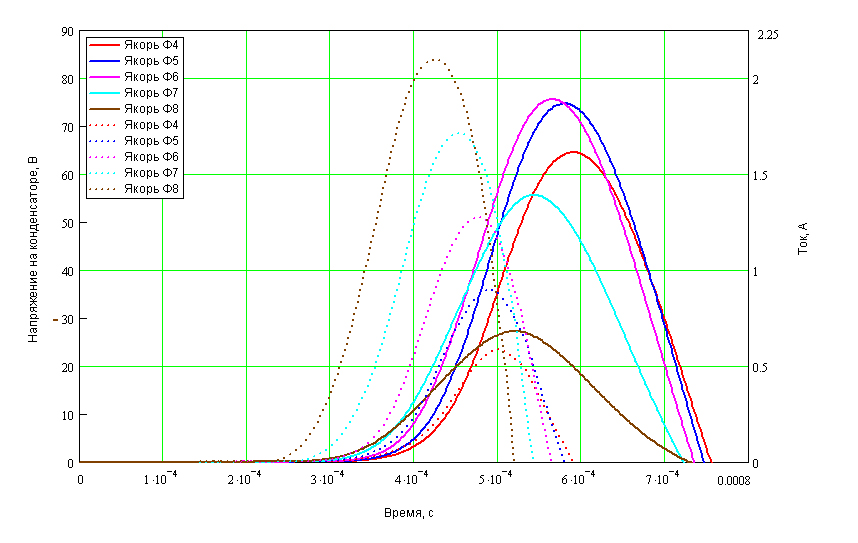 90
80
70
60
50
40
30
20
10
0
Напряжение на конденсаторе, В
Якорь Ф4
Якорь Ф5
Якорь Ф6
Якорь Ф7
Якорь Ф8
Якорь Ф4
Якорь Ф5
Якорь Ф6
Якорь Ф7
Якорь Ф8
2.25
2
1.5
1
0.5
0
Ток, А
0
1·10⁻⁴
2·10⁻⁴
3·10⁻⁴
4·10⁻⁴
5·10⁻⁴
6·10⁻⁴
7·10⁻⁴
0.0008
Время, с